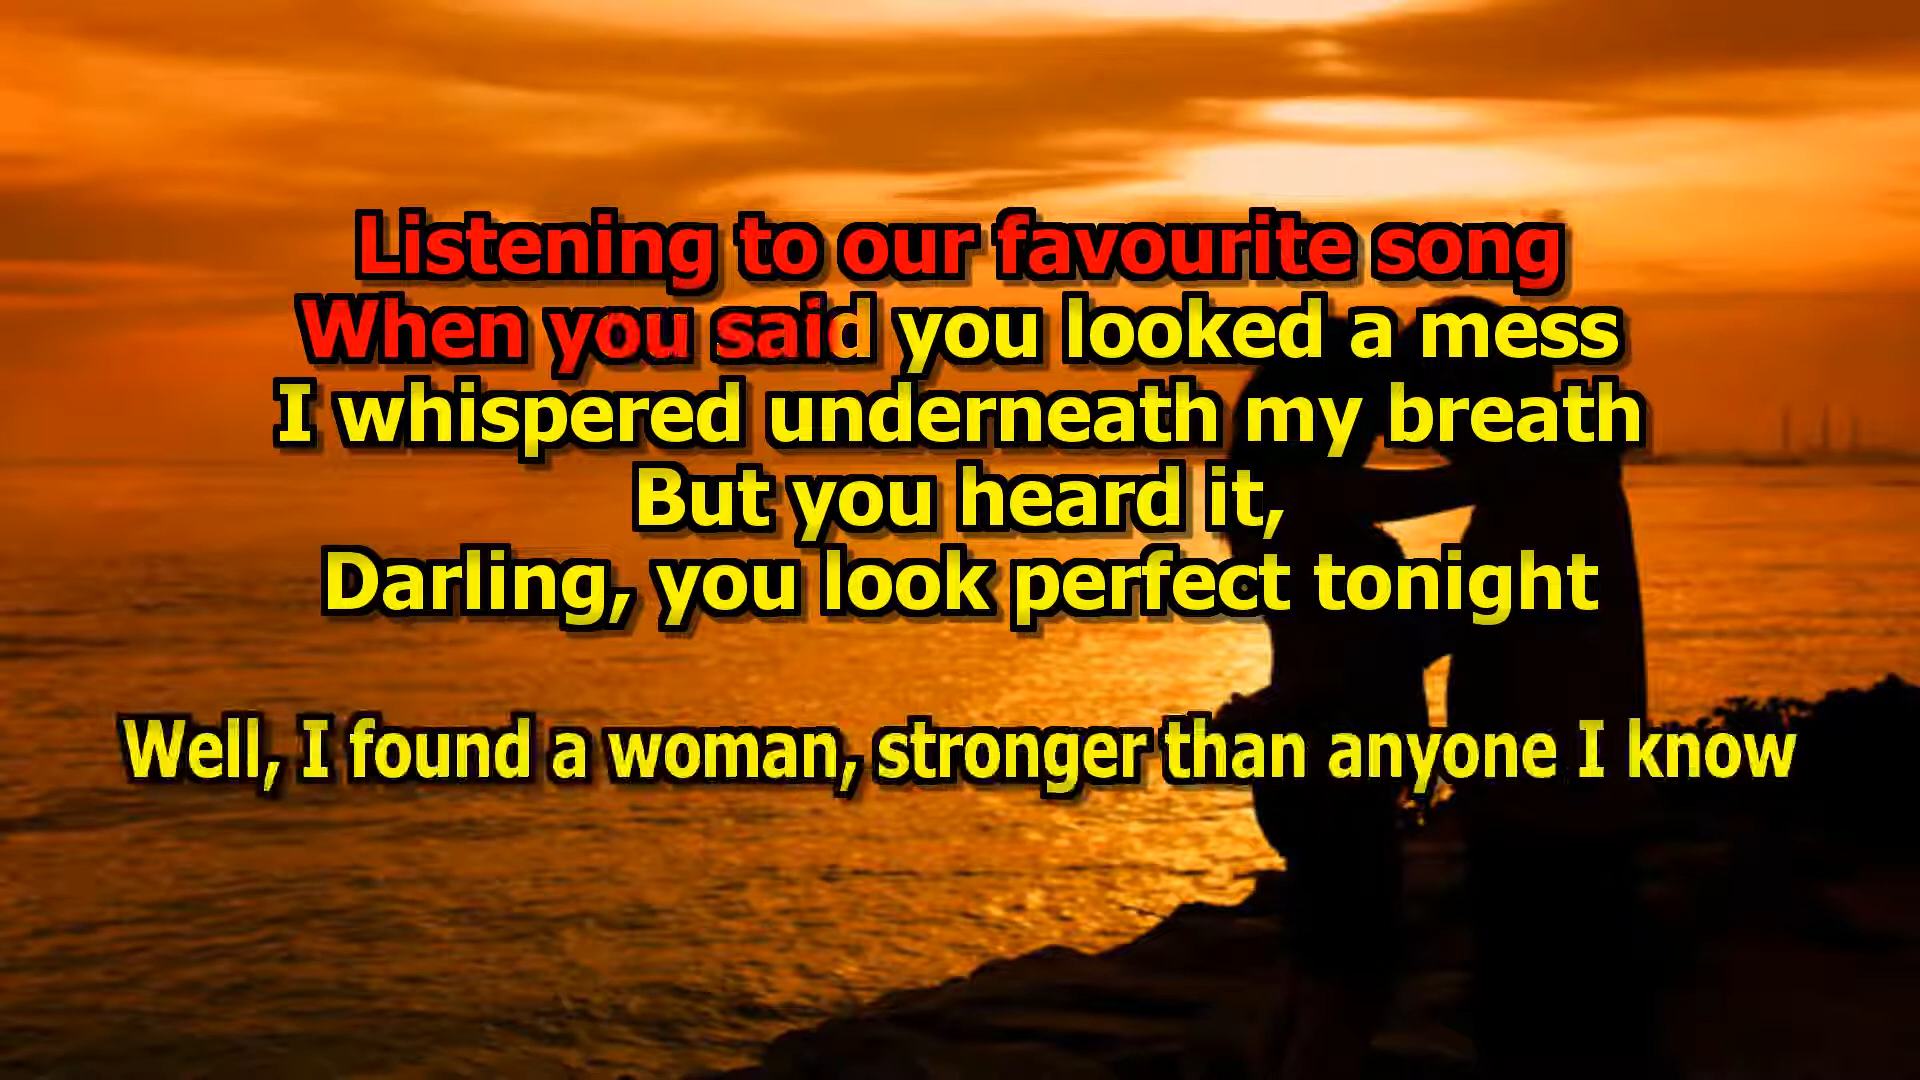 Listening to our favourite song
When you said you looked a mess
I whispered underneath my breath
But you heard it,
Darling, you look perfect tonight
Well, I found a woman, stronger than anyone I know